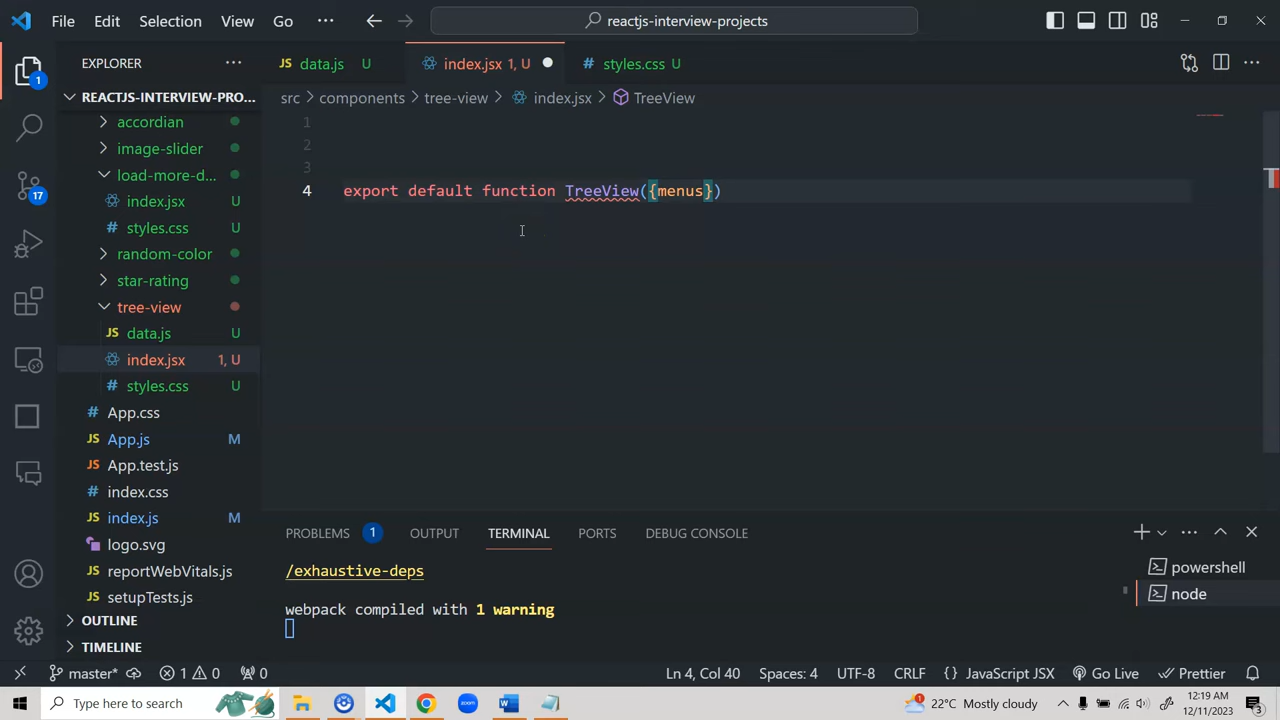 File Edit Selection View Go ··· reactjs-interview-projects
EXPLORER ···
data.js U
index.jsx 1, U
styles.css U
REACTJS-INTERVIEW-PRO...
src > components > tree-view > index.jsx > TreeView
accordian
image-slider
load-more-d...
index.jsx U
styles.css U
random-color
star-rating
tree-view
data.js U
index.jsx 1, U
styles.css U
App.css
App.js M
App.test.js
index.css
index.js M
logo.svg
reportWebVitals.js
setupTests.js
OUTLINE
TIMELINE
1
17
1
2
3
4 export default function TreeView({menus})
PROBLEMS 1 OUTPUT TERMINAL PORTS DEBUG CONSOLE
/exhaustive-deps
webpack compiled with 1 warning
powershell
node
master* 1 0 0 Ln 4, Col 40 Spaces: 4 UTF-8 CRLF {} JavaScript JSX Go Live Prettier
Type here to search zoom W 1 22°C Mostly cloudy 12:19 AM
12/11/2023 3